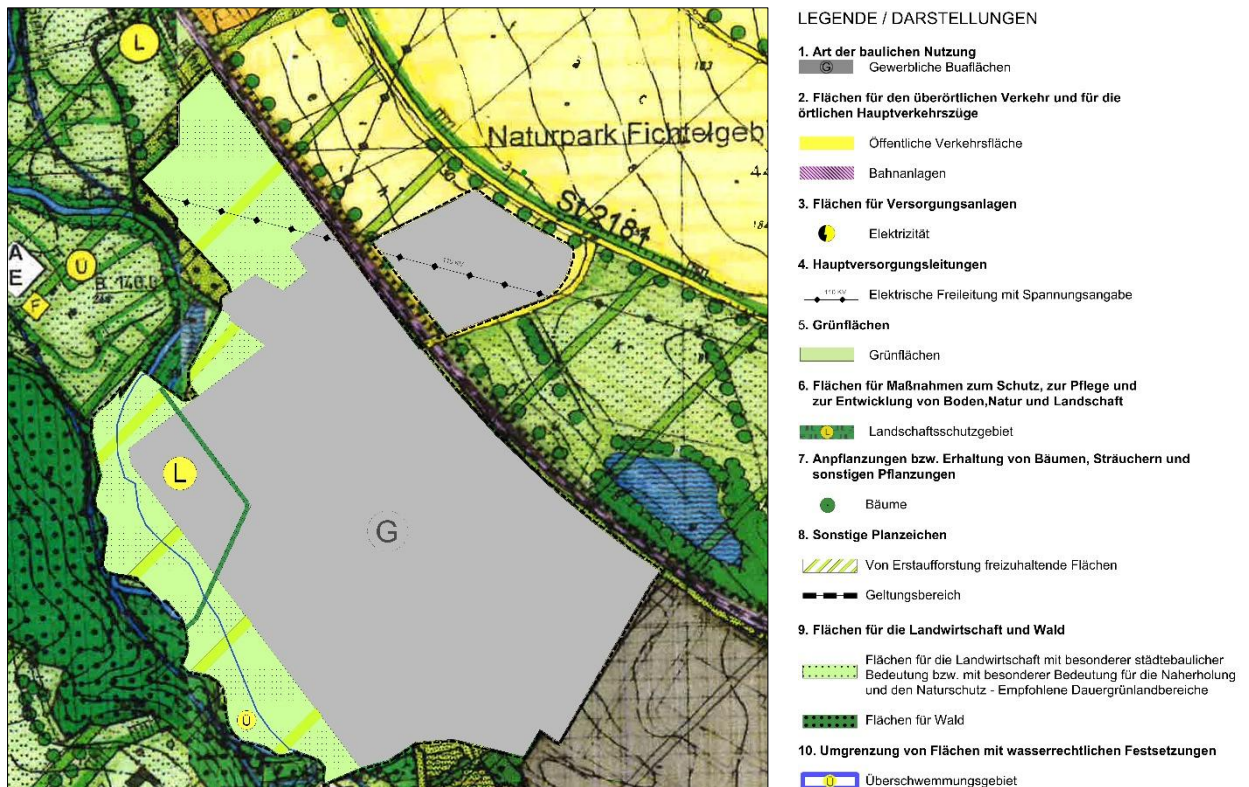 L
183
Naturpark Fichtelgeb
St 2181
184
A
E
Ü
F
110 KV
L
G
Ü
LEGENDE / DARSTELLUNGEN
1. Art der baulichen Nutzung
G
Gewerbliche Buaflächen
2. Flächen für den überörtlichen Verkehr und für die
örtlichen Hauptverkehrszüge
Öffentliche Verkehrsfläche
Bahnanlagen
3. Flächen für Versorgungsanlagen
Elektrizität
4. Hauptversorgungsleitungen
110 KV
Elektrische Freileitung mit Spannungsangabe
5. Grünflächen
Grünflächen
6. Flächen für Maßnahmen zum Schutz, zur Pflege und
zur Entwicklung von Boden,Natur und Landschaft
L
Landschaftsschutzgebiet
7. Anpflanzungen bzw. Erhaltung von Bäumen, Sträuchern und
sonstigen Pflanzungen
Bäume
8. Sonstige Planzeichen
Von Erstaufforstung freizuhaltende Flächen
Geltungsbereich
9. Flächen für die Landwirtschaft und Wald
Flächen für die Landwirtschaft mit besonderer städtebaulicher
Bedeutung bzw. mit besonderer Bedeutung für die Naherholung
und den Naturschutz - Empfohlene Dauergrünlandbereiche
Flächen für Wald
10. Umgrenzung von Flächen mit wasserrechtlichen Festsetzungen
Ü
Überschwemmungsgebiet